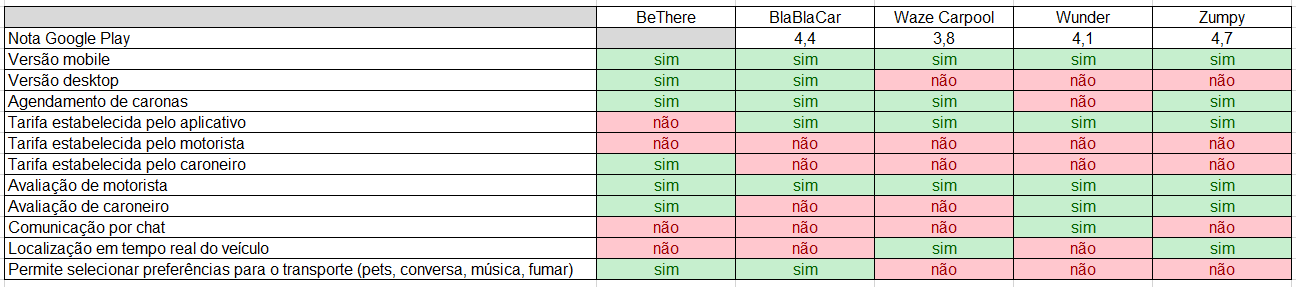 BeThere BlaBlaCar Waze Carpool Wunder Zumpy
Nota Google Play 4,4 3,8 4,1 4,7
Versão mobile sim sim sim sim sim
Versão desktop sim sim não não não
Agendamento de caronas sim sim sim não sim
Tarifa estabelecida pelo aplicativo não sim sim sim sim
Tarifa estabelecida pelo motorista não não não não não
Tarifa estabelecida pelo caroneiro sim não não não não
Avaliação de motorista sim sim sim sim sim
Avaliação de caroneiro sim não não sim sim
Comunicação por chat não não não sim não
Localização em tempo real do veículo não não sim não sim
Permite selecionar preferências para o transporte (pets, conversa, música, fumar) sim sim não não não